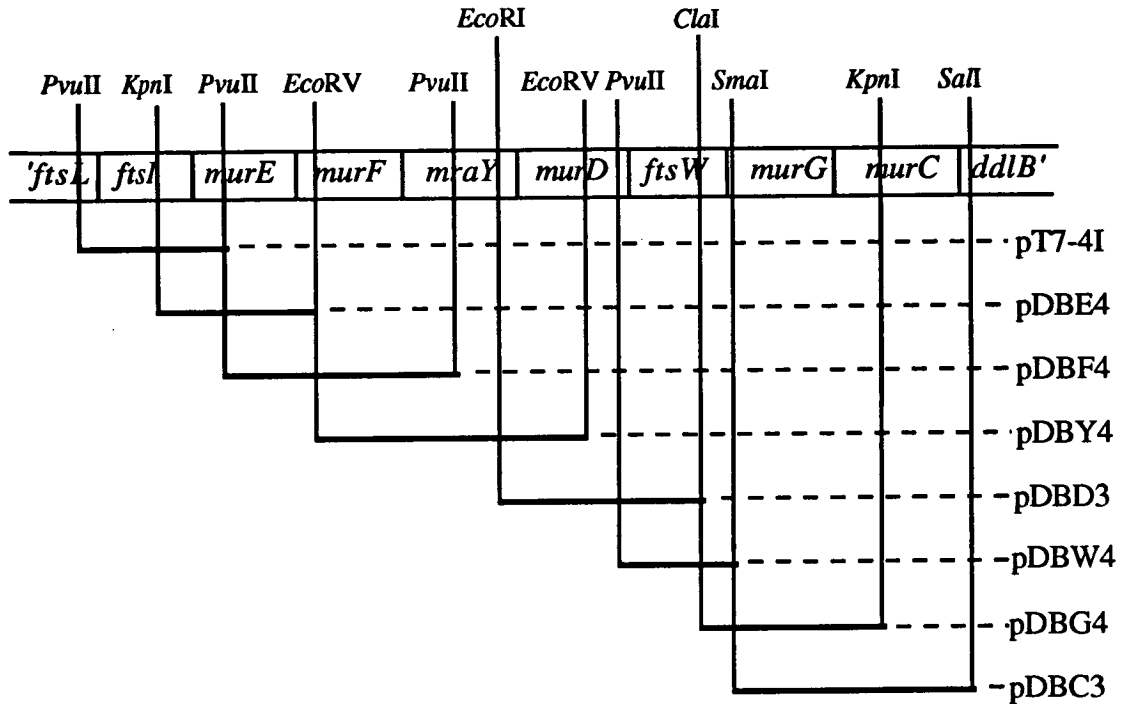 EcoRI ClaI
PvuII KpnI PvuII EcoRV PvuII EcoRV PvuII SmaI KpnI SalI
'ftsL ftsI murE murF mraY murD ftsW murG murC ddlB'
pT7-4I
pDBE4
pDBF4
pDBY4
pDBD3
pDBW4
pDBG4
pDBC3